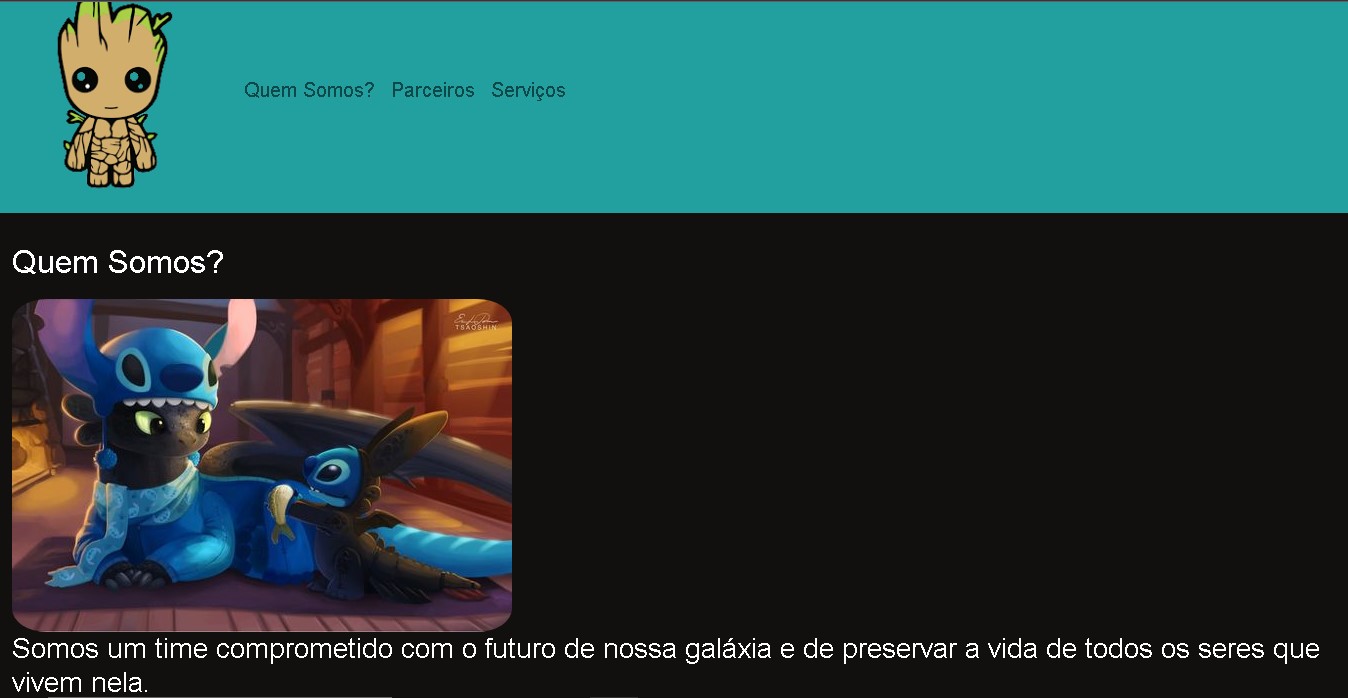 Quem Somos? Parceiros Serviços
Quem Somos?
TSAOSHIN
Somos um time comprometido com o futuro de nossa galáxia e de preservar a vida de todos os seres que
vivem nela.